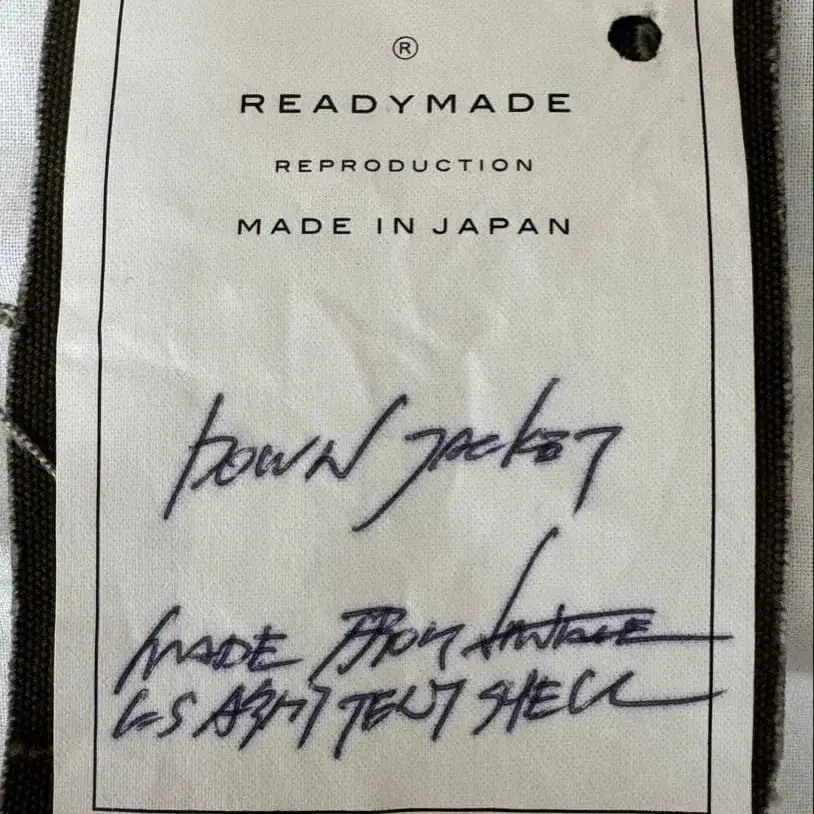 ®
READYMADE
REPRODUCTION
MADE IN JAPAN
DOWN JACKET
MADE FROM VINTAGE
US ARMY TENT SHELL